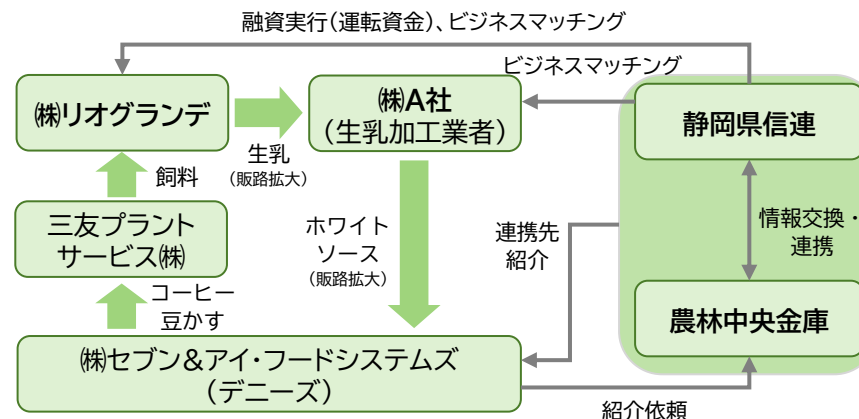 融資実行(運転資金)、ビジネスマッチング
ビジネスマッチング
㈱リオグランデ
生乳
(販路拡大)
㈱A社
(生乳加工業者)
静岡県信連
飼料
三友プラント
サービス㈱
ホワイト
ソース
(販路拡大)
連携先
紹介
情報交換・
連携
コーヒー
豆かす
農林中央金庫
㈱セブン&アイ・フードシステムズ
(デニーズ)
紹介依頼